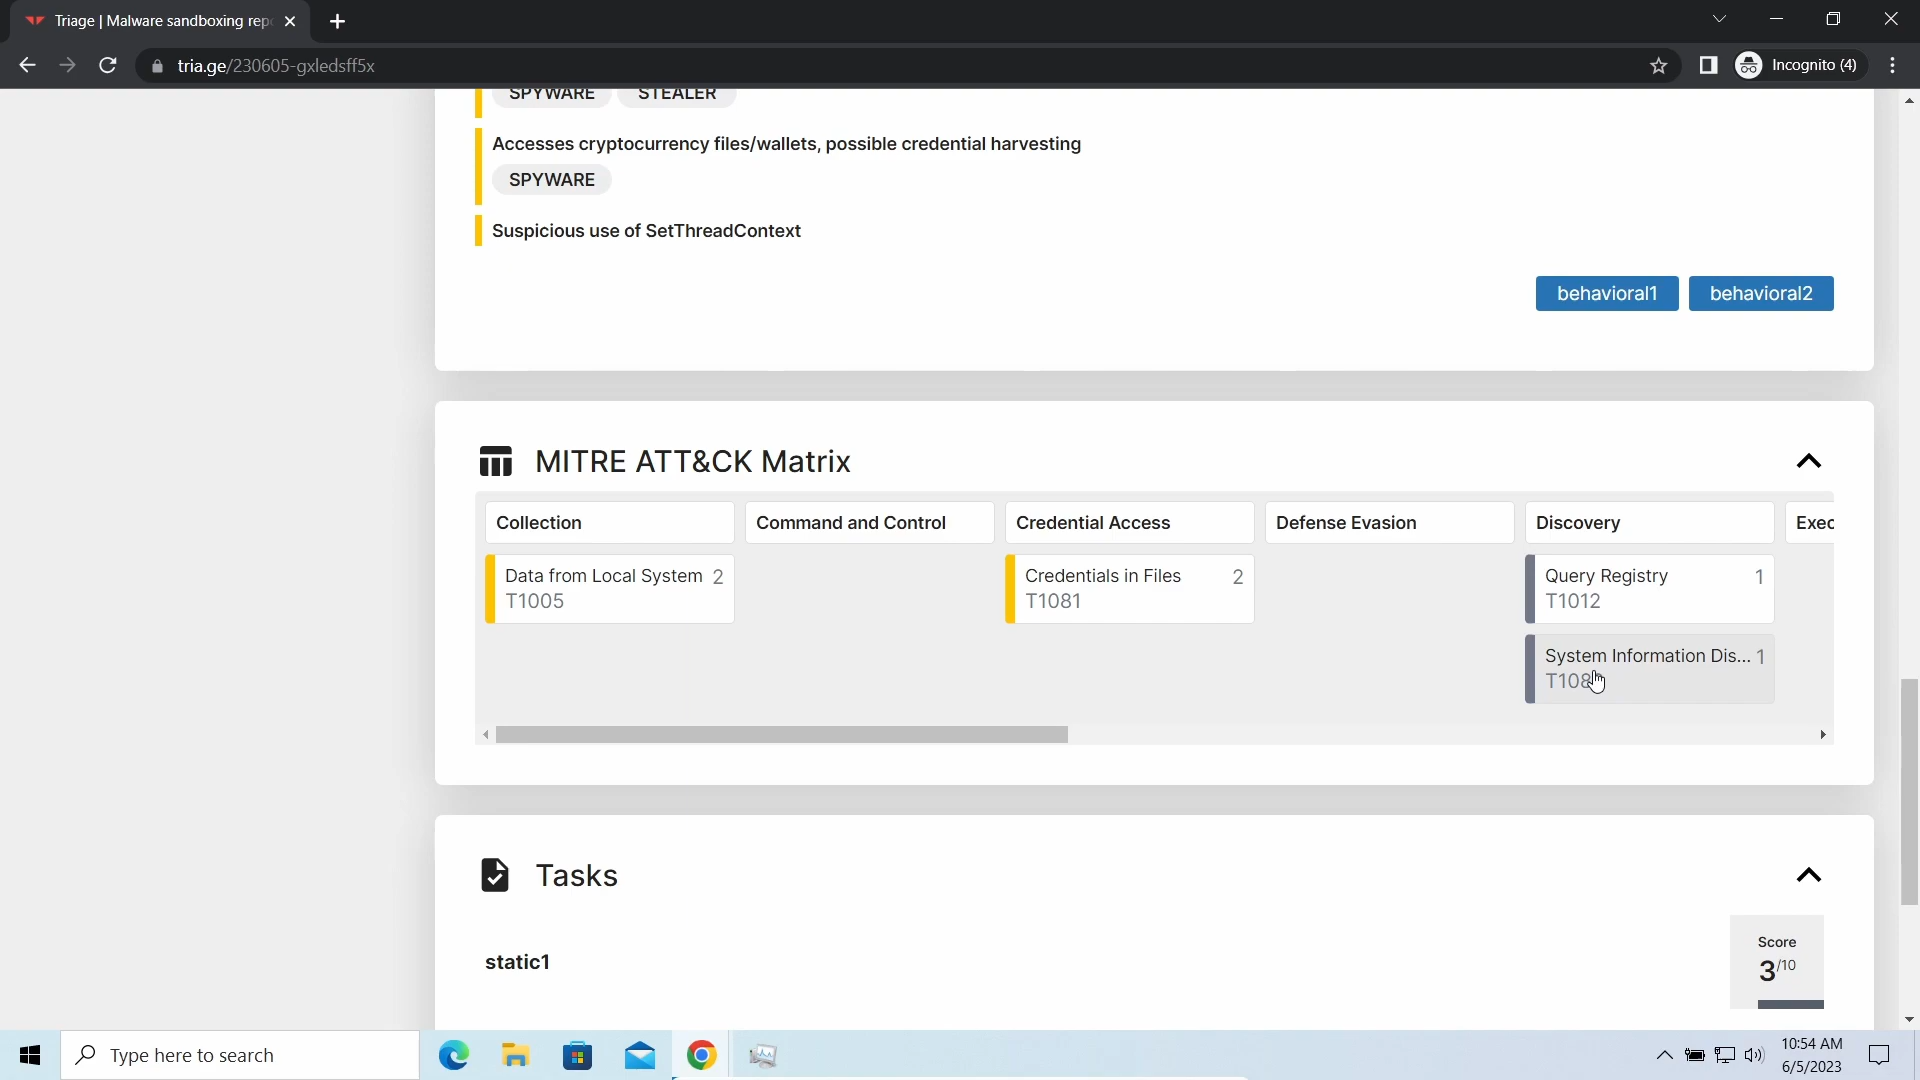 Triage | Malware sandboxing rep
tria.ge/230605-gxledsff5x
Incognito (4)
SPYWARE STEALER
Accesses cryptocurrency files/wallets, possible credential harvesting
SPYWARE
Suspicious use of SetThreadContext
behavioral1 behavioral2
MITRE ATT&CK Matrix
Collection Command and Control Credential Access Defense Evasion Discovery Exec
Data from Local System 2 Credentials in Files 2 Query Registry 1
T1005 T1081 T1012
System Information Dis... 1
T108
Tasks
Score
static1
3/10
Type here to search
10:54 AM
6/5/2023